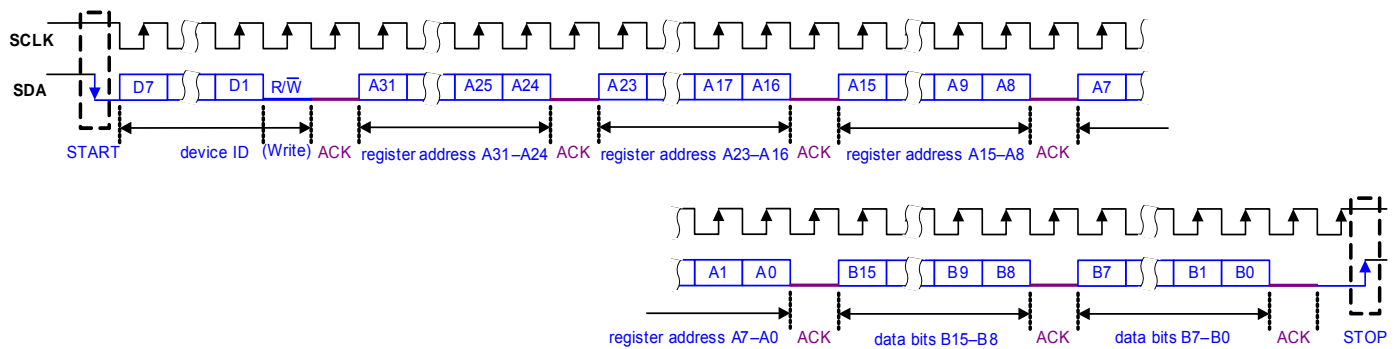 SCLK
SDA D7 D1 R/W̅ A31 A25 A24 A23 A17 A16 A15 A9 A8 A7
START device ID (Write) ACK register address A31–A24 ACK register address A23–A16 ACK register address A15–A8 ACK
A1 A0 B15 B9 B8 B7 B1 B0
register address A7–A0 ACK data bits B15–B8 ACK data bits B7–B0 ACK STOP